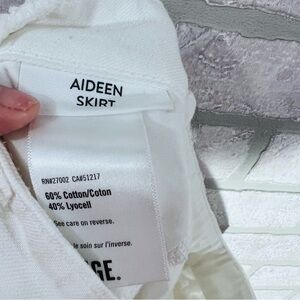 AIDEEN
SKIRT
RN#27002 CA#51217
60% Cotton/Coton
40% Lyocell
See care on reverse.
le soin sur l'inverse.
GE.